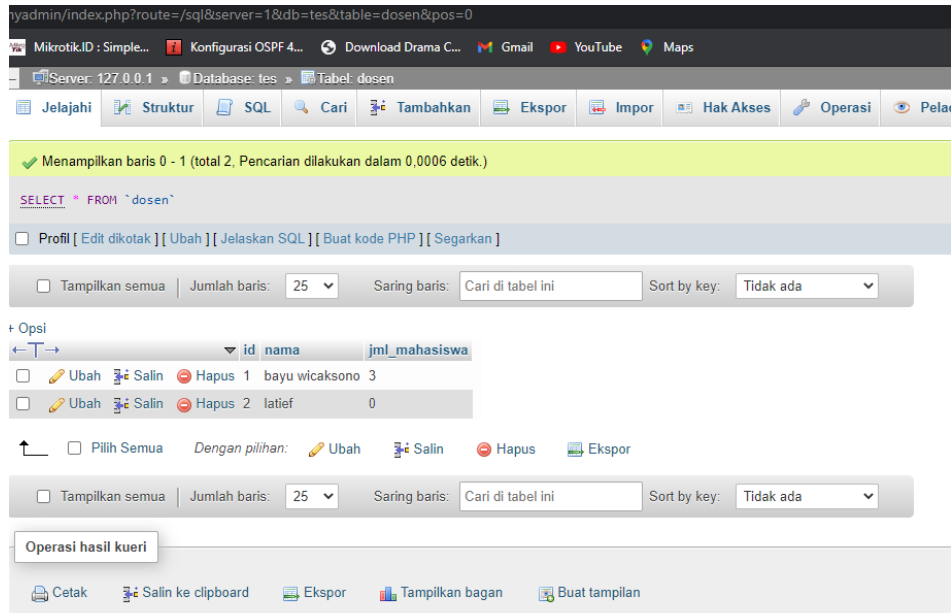 nyadmin/index.php?route=/sql&server=1&db=tes&table=dosen&pos=0
Mikrotik.ID : Simple... Konfigurasi OSPF 4... Download Drama C... Gmail YouTube Maps
Server: 127.0.0.1 » Database: tes » Tabel: dosen
Jelajahi Struktur SQL Cari Tambahkan Ekspor Impor Hak Akses Operasi Pelac
Menampilkan baris 0 - 1 (total 2, Pencarian dilakukan dalam 0,0006 detik.)
SELECT * FROM `dosen`
Profil [ Edit dikotak ] [ Ubah ] [ Jelaskan SQL ] [ Buat kode PHP ] [ Segarkan ]
Tampilkan semua | Jumlah baris: 25 Saring baris: Cari di tabel ini Sort by key: Tidak ada
+ Opsi
←T→ id nama jml_mahasiswa
Ubah Salin Hapus 1 bayu wicaksono 3
Ubah Salin Hapus 2 latief 0
Pilih Semua Dengan pilihan: Ubah Salin Hapus Ekspor
Tampilkan semua | Jumlah baris: 25 Saring baris: Cari di tabel ini Sort by key: Tidak ada
Operasi hasil kueri
Cetak Salin ke clipboard Ekspor Tampilkan bagan Buat tampilan